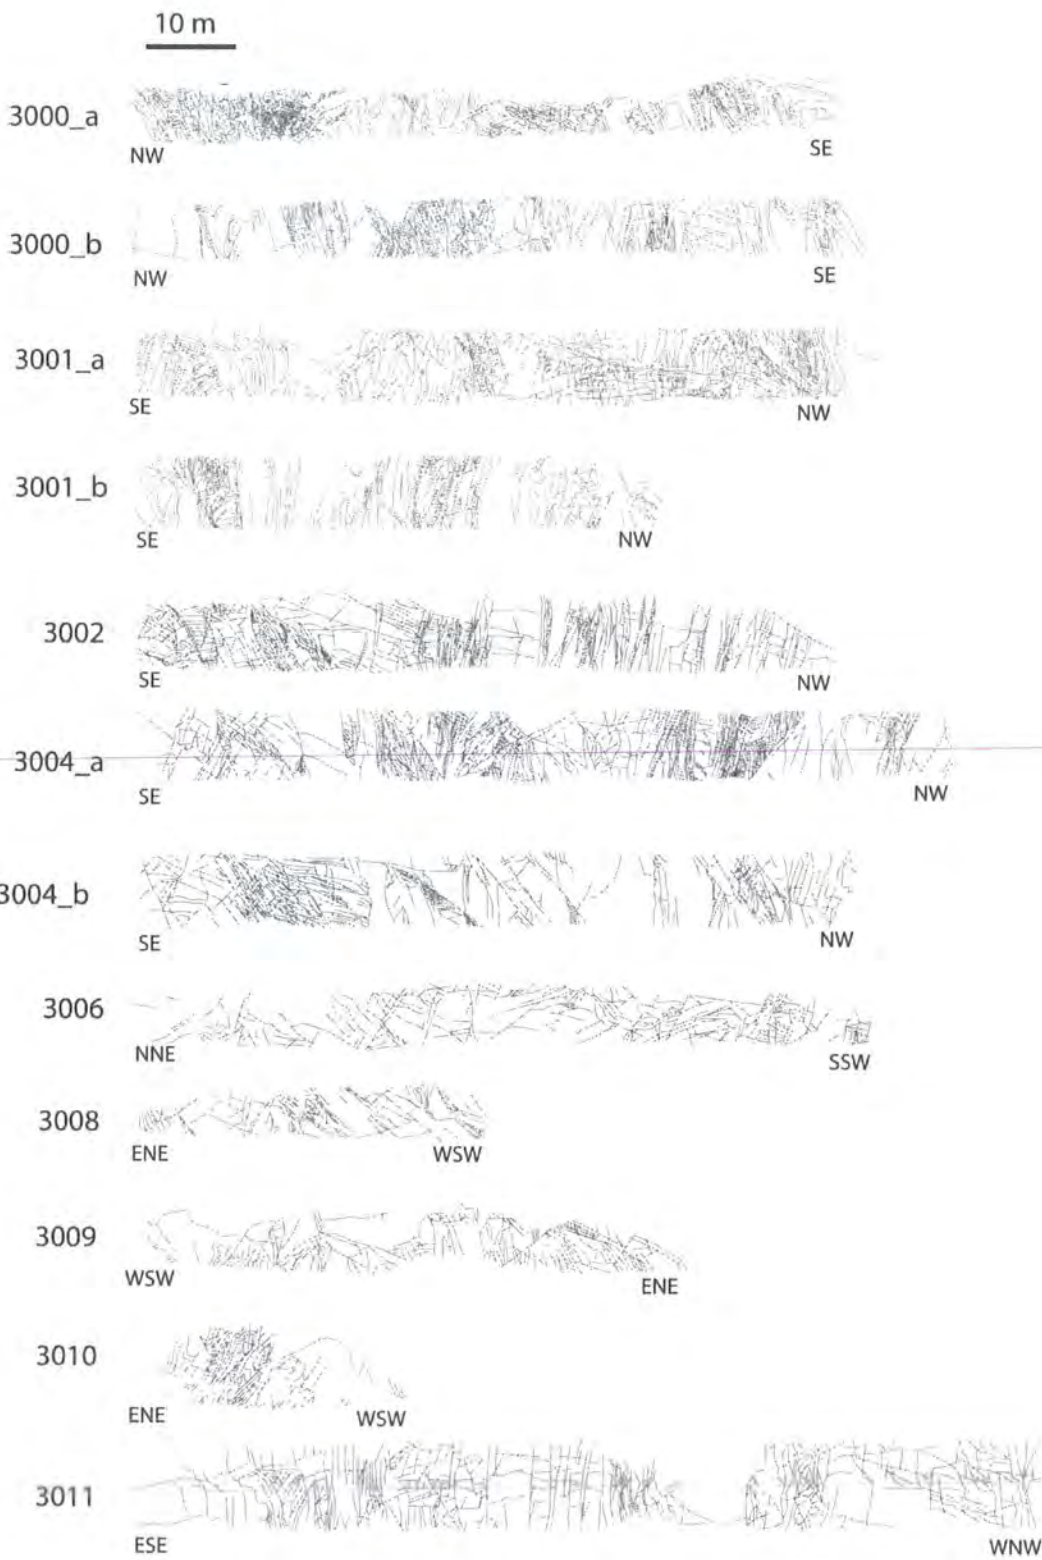 10 m
3000_a
NW SE
3000_b
NW SE
3001_a
SE NW
3001_b
SE NW
3002
SE NW
3004_a
SE NW
3004_b
SE NW
3006
NNE SSW
3008
ENE WSW
3009
WSW ENE
3010
ENE WSW
3011
ESE WNW